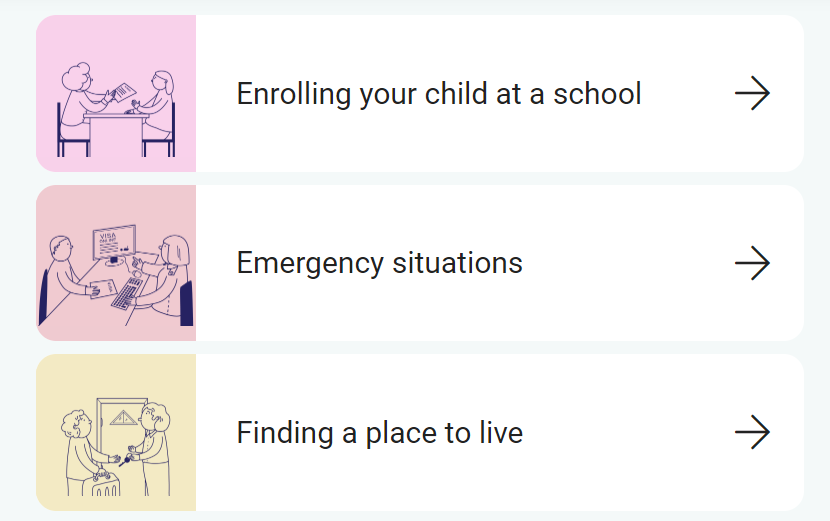 Enrolling your child at a school
VISA
Emergency situations
Finding a place to live